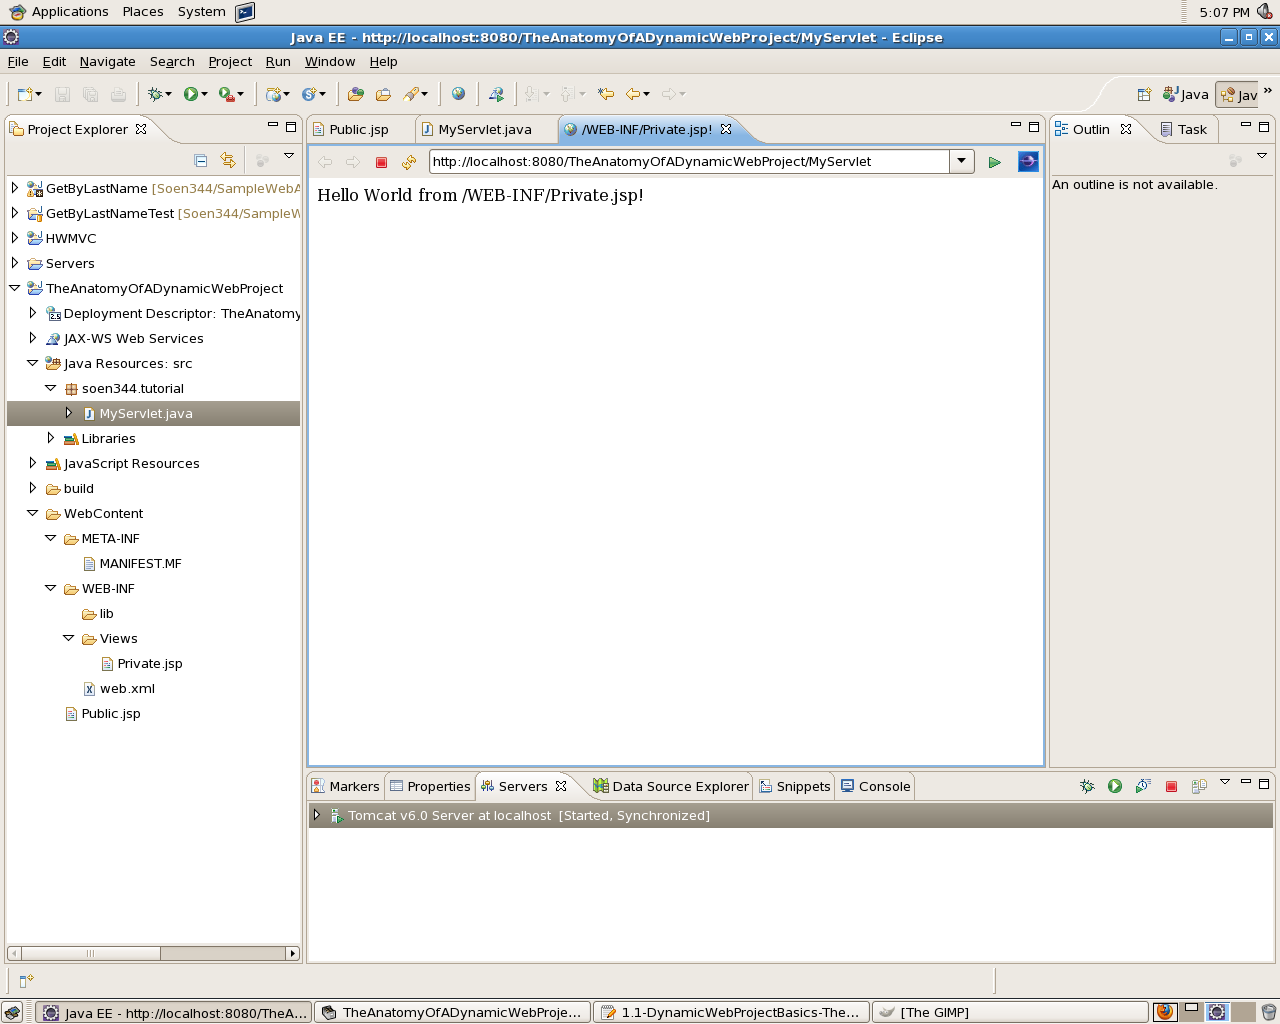 Applications Places System
5:07 PM
Java EE - http://localhost:8080/TheAnatomyOfADynamicWebProject/MyServlet - Eclipse
File Edit Navigate Search Project Run Window Help
Java Jav »
Project Explorer
Public.jsp MyServlet.java /WEB-INF/Private.jsp!
Outlin Task
http://localhost:8080/TheAnatomyOfADynamicWebProject/MyServlet
An outline is not available.
Hello World from /WEB-INF/Private.jsp!
GetByLastName [Soen344/SampleWebA
GetByLastNameTest [Soen344/SampleW
HWMVC
Servers
TheAnatomyOfADynamicWebProject
Deployment Descriptor: TheAnatomy
JAX-WS Web Services
Java Resources: src
soen344.tutorial
MyServlet.java
Libraries
JavaScript Resources
build
WebContent
META-INF
MANIFEST.MF
WEB-INF
lib
Views
Private.jsp
web.xml
Public.jsp
Markers Properties Servers Data Source Explorer Snippets Console
Tomcat v6.0 Server at localhost [Started, Synchronized]
Java EE - http://localhost:8080/TheA... TheAnatomyOfADynamicWebProje... 1.1-DynamicWebProjectBasics-The... [The GIMP]